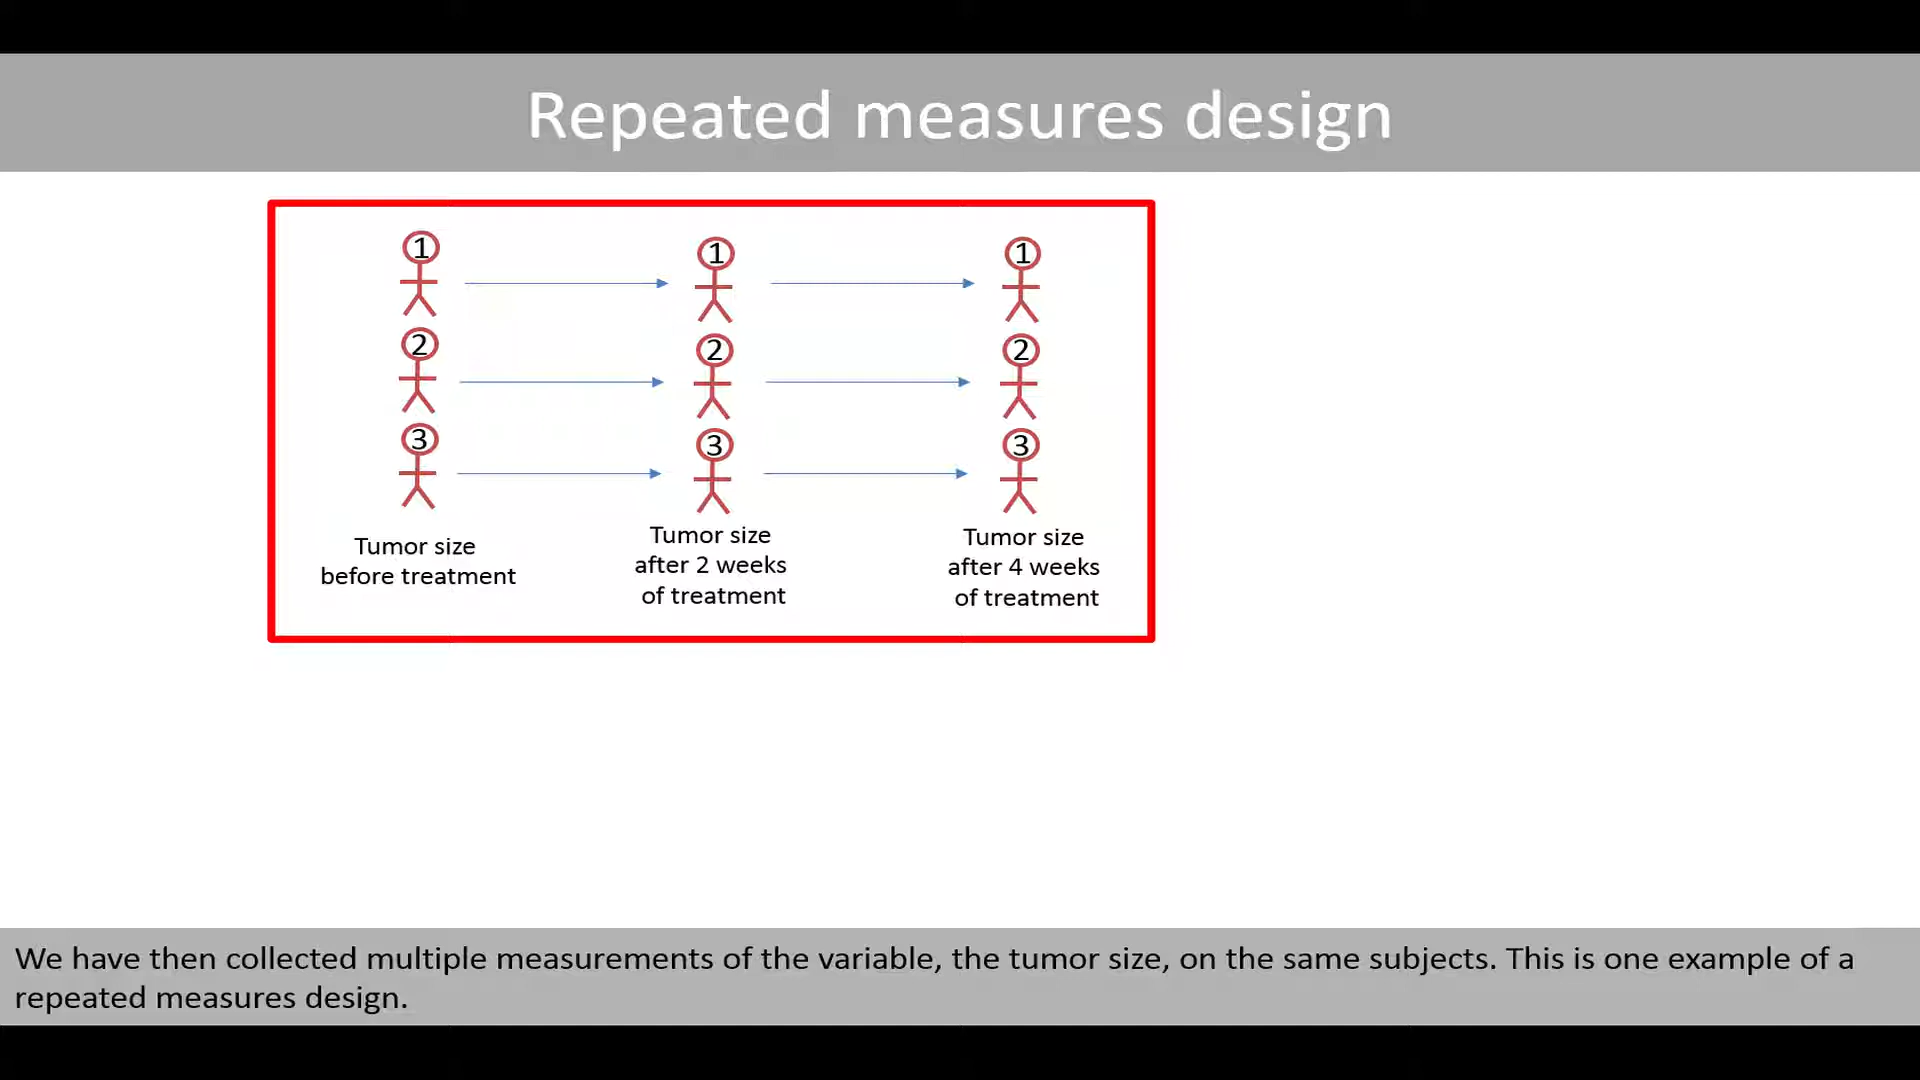 Repeated measures design
1 1 1
2 2 2
3 3 3
Tumor size
before treatment
Tumor size
after 2 weeks
of treatment
Tumor size
after 4 weeks
of treatment
We have then collected multiple measurements of the variable, the tumor size, on the same subjects. This is one example of a
repeated measures design.